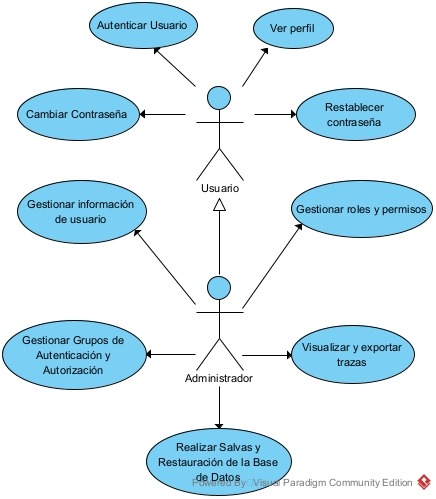 Autenticar Usuario
Ver perfil
Cambiar Contraseña
Restablecer
contraseña
Usuario
Gestionar información
de usuario
Gestionar roles y permisos
Gestionar Grupos de
Autenticación y
Autorización
Visualizar y exportar
trazas
Administrador
Realizar Salvas y
Restauración de la Base
de Datos
Powered By: Visual Paradigm Community Edition